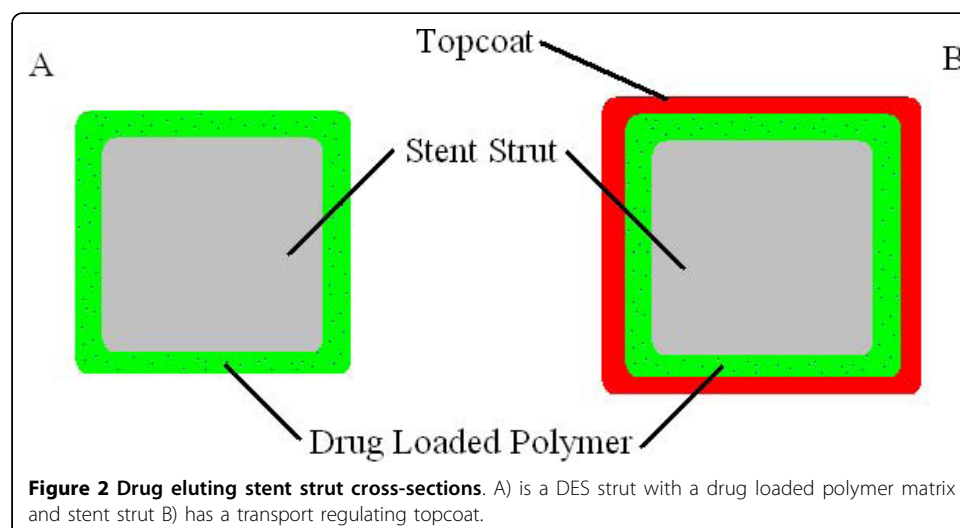 Topcoat
A
B
Stent Strut
Drug Loaded Polymer
Figure 2 Drug eluting stent strut cross-sections. A) is a DES strut with a drug loaded polymer matrix
and stent strut B) has a transport regulating topcoat.